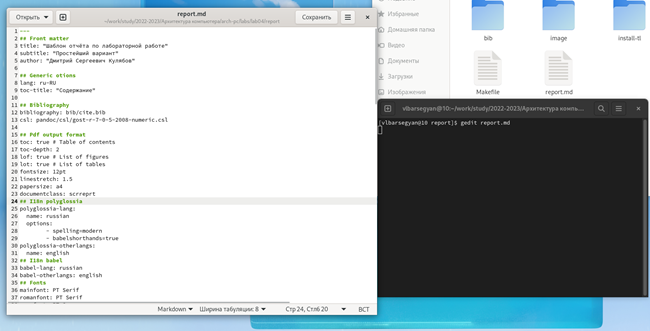 Открыть
report.md
~/work/study/2022-2023/Архитектура компьютера/arch-pc/labs/lab04/report
Сохранить
1 ---
2 ## Front matter
3 title: "Шаблон отчёта по лабораторной работе"
4 subtitle: "Простейший вариант"
5 author: "Дмитрий Сергеевич Кулябов"
6
7 ## Generic otions
8 lang: ru-RU
9 toc-title: "Содержание"
10
11 ## Bibliography
12 bibliography: bib/cite.bib
13 csl: pandoc/csl/gost-r-7-0-5-2008-numeric.csl
14
15 ## Pdf output format
16 toc: true # Table of contents
17 toc-depth: 2
18 lof: true # List of figures
19 lot: true # List of tables
20 fontsize: 12pt
21 linestretch: 1.5
22 papersize: a4
23 documentclass: scrreprt
24 ## I18n polyglossia
25 polyglossia-lang:
26 name: russian
27 options:
28 - spelling=modern
29 - babelshorthands=true
30 polyglossia-otherlangs:
31 name: english
32 ## I18n babel
33 babel-lang: russian
34 babel-otherlangs: english
35 ## Fonts
36 mainfont: PT Serif
37 romanfont: PT Serif
Markdown
Ширина табуляции: 8
Стр 24, Стлб 20
ВСТ
Избранные
Домашняя папка
Видео
Документы
Загрузки
Изображения
bib
image
install-tl
Makefile
report.md
vlbarsegyan@10:~/work/study/2022-2023/Архитектура компь...
[vlbarsegyan@10 report]$ gedit report.md